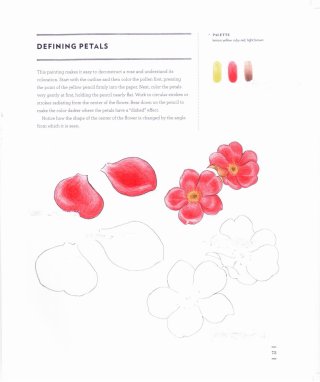 DEFINING PETALS
PALETTE
lemon yellow, ruby red, light brown
This painting makes it easy to deconstruct a rose and understand its
coloration. Start with the outline and then color the pollen first, pressing
the point of the yellow pencil firmly into the paper. Next, color the petals
very gently at first, holding the pencil nearly flat. Work in circular strokes or
strokes radiating from the center of the flower. Bear down on the pencil to
make the color darker where the petals have a "dashed" effect.
Notice how the shape of the center of the flower is changed by the angle
from which it is seen.